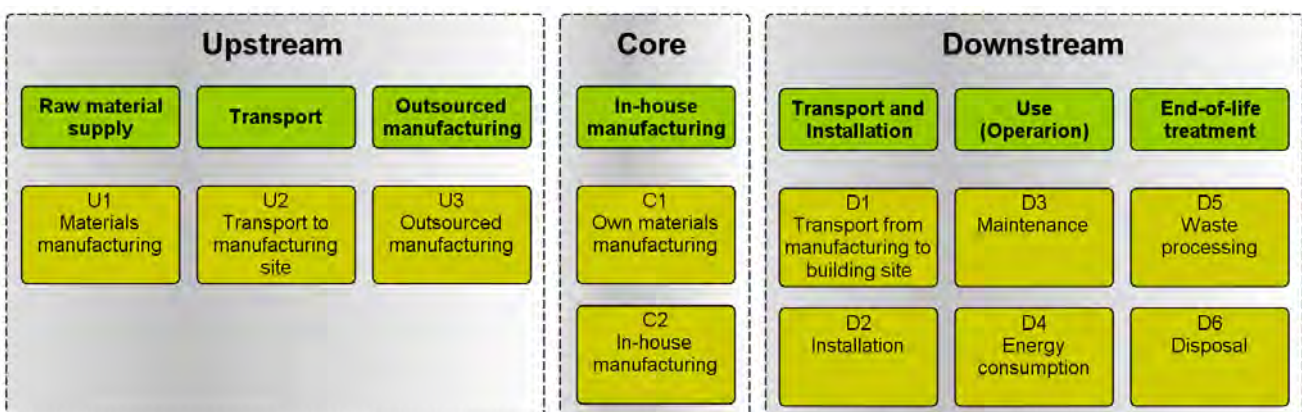 Upstream
Core
Downstream
Raw material
supply
Transport
Outsourced
manufacturing
In-house
manufacturing
Transport and
Installation
Use
(Operarion)
End-of-life
treatment
U1
Materials
manufacturing
U2
Transport to
manufacturing
site
U3
Outsourced
manufacturing
C1
Own materials
manufacturing
D1
Transport from
manufacturing to
building site
D3
Maintenance
D5
Waste
processing
C2
In-house
manufacturing
D2
Installation
D4
Energy
consumption
D6
Disposal